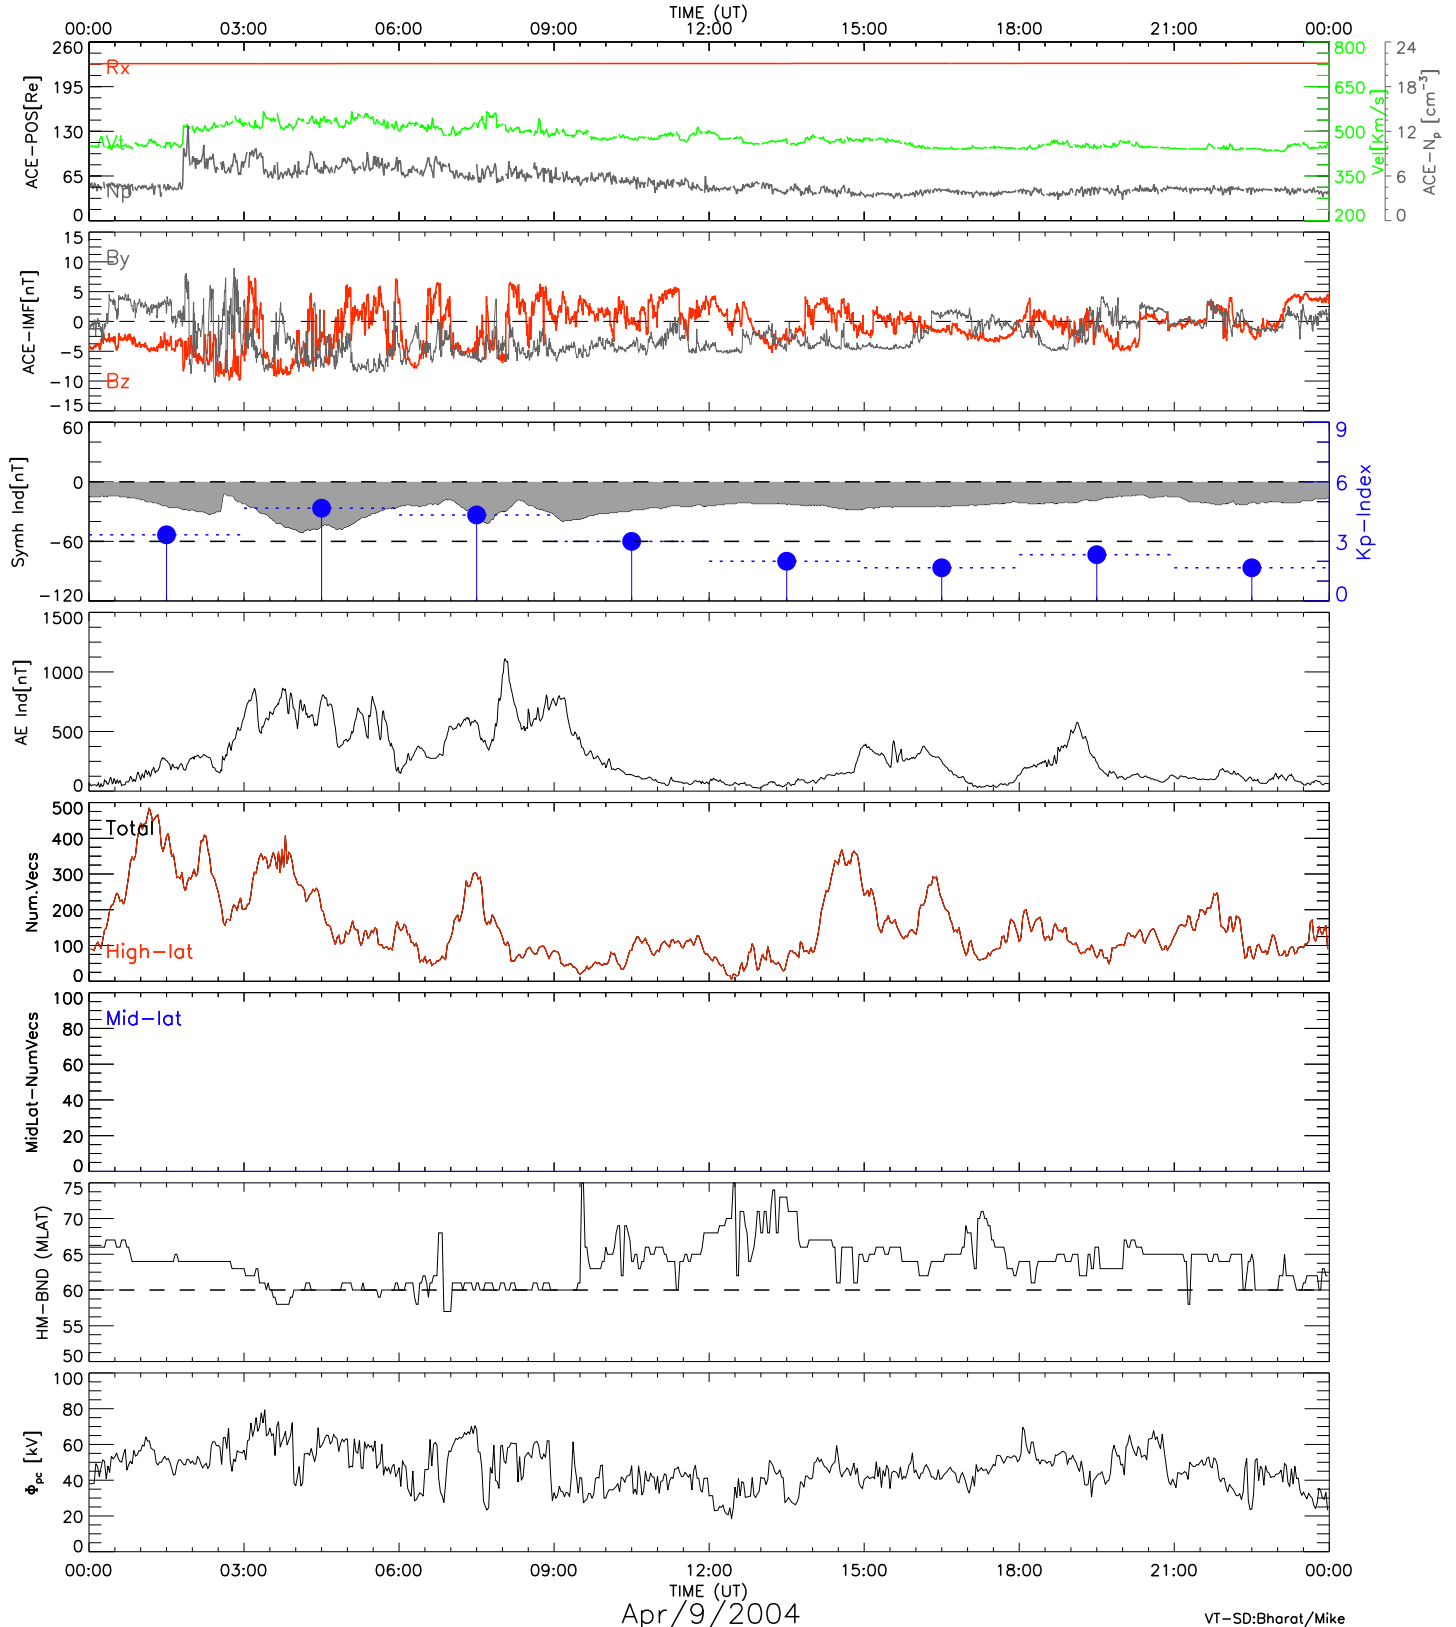 TIME (UT)
00:00 03:00 06:00 09:00 12:00 15:00 18:00 21:00 00:00
260 195 130 65 0
ACE-POS[Re]
Rx
Vt
Np
800 650 500 350 200
Vel[Km/s]
24 18 12 6 0
ACE-Np [cm-3]
15 10 5 0 -5 -10 -15
ACE-IMF[nT]
By
Bz
60 0 -60 -120
Symh Ind[nT]
9 6 3 0
Kp-Index
1500 1000 500 0
AE Ind[nT]
500 400 300 200 100 0
Num.Vecs
Total
High-lat
100 80 60 40 20 0
MidLat-NumVecs
Mid-lat
75 70 65 60 55 50
HM-BND (MLAT)
100 80 60 40 20 0
Φpc [kV]
00:00 03:00 06:00 09:00 12:00 15:00 18:00 21:00 00:00
TIME (UT)
Apr/9/2004
VT-SD:Bharat/Mike